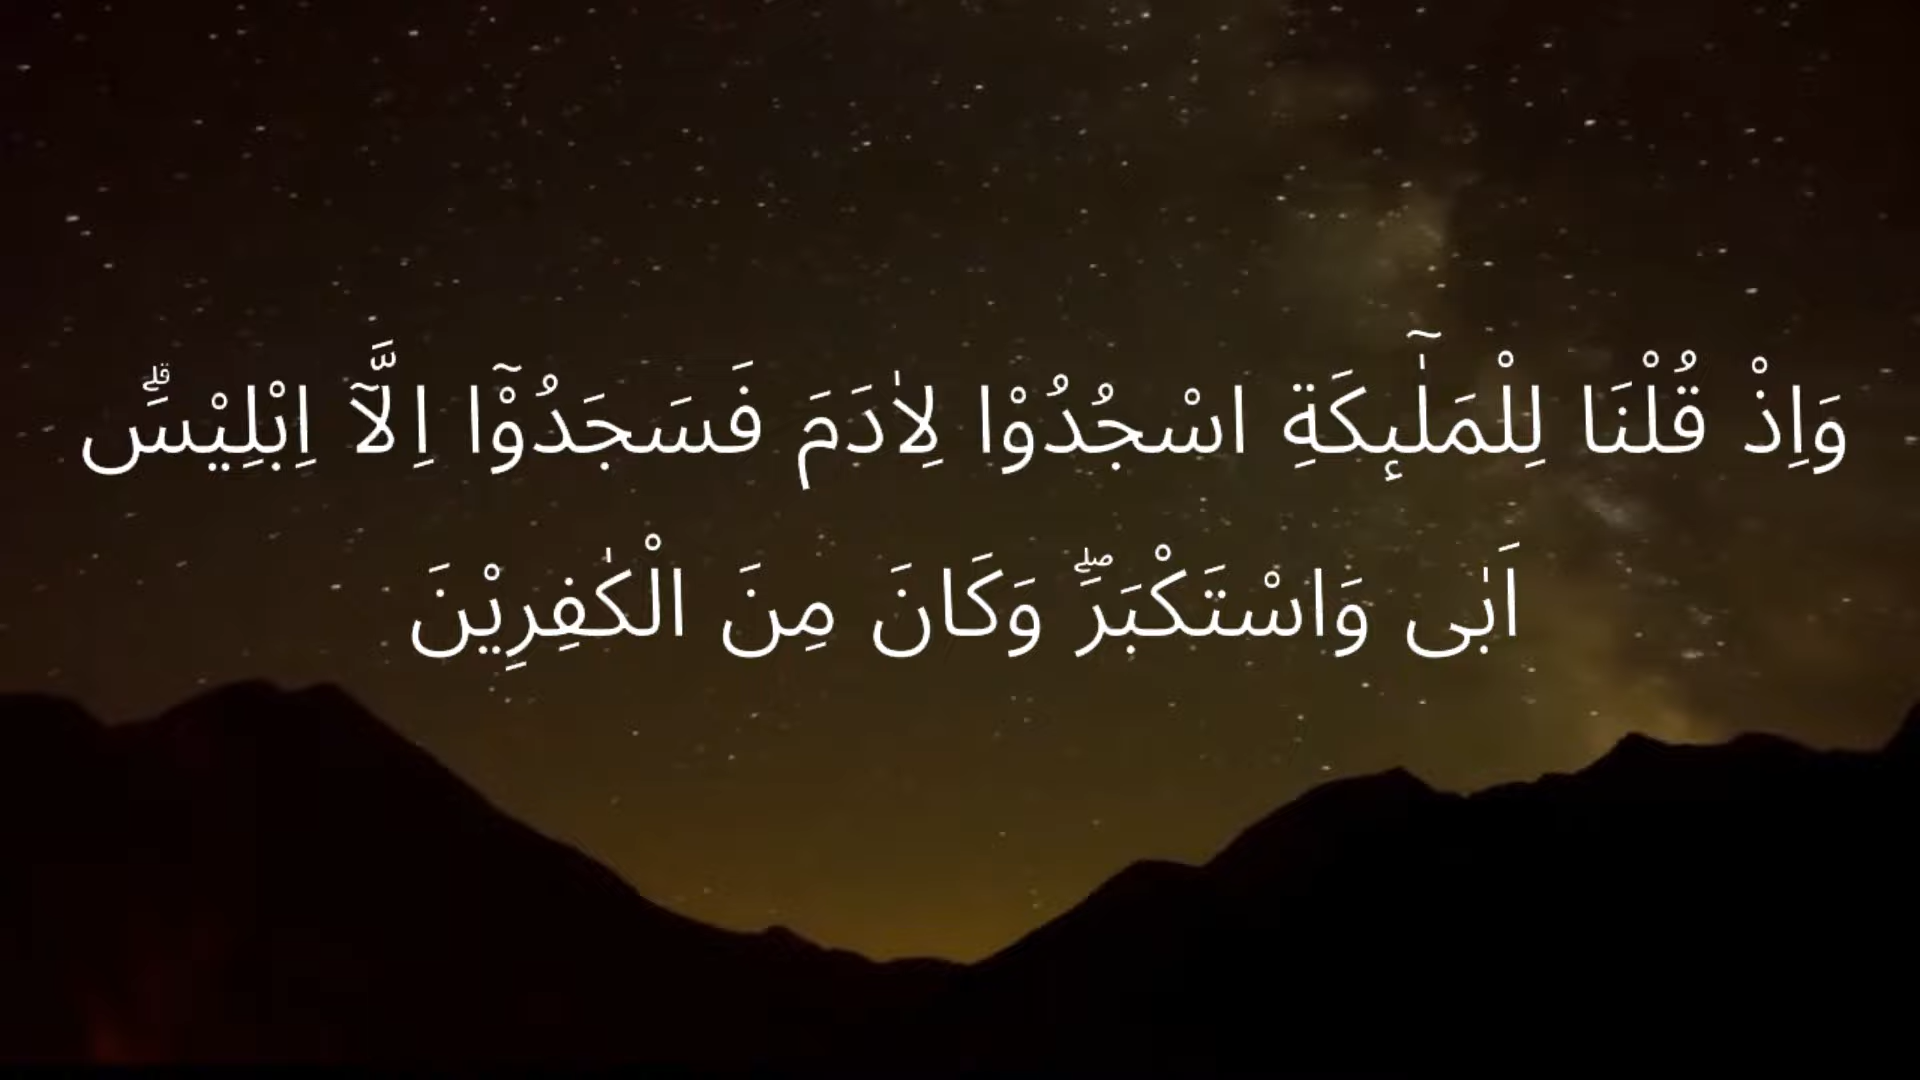 وَاِذْ قُلْنَا لِلْمَلٰۤىِٕكَةِ اسْجُدُوْا لِاٰدَمَ فَسَجَدُوْٓا اِلَّآ اِبْلِيْسَۗ
اَبٰى وَاسْتَكْبَرَۖ وَكَانَ مِنَ الْكٰفِرِيْنَ